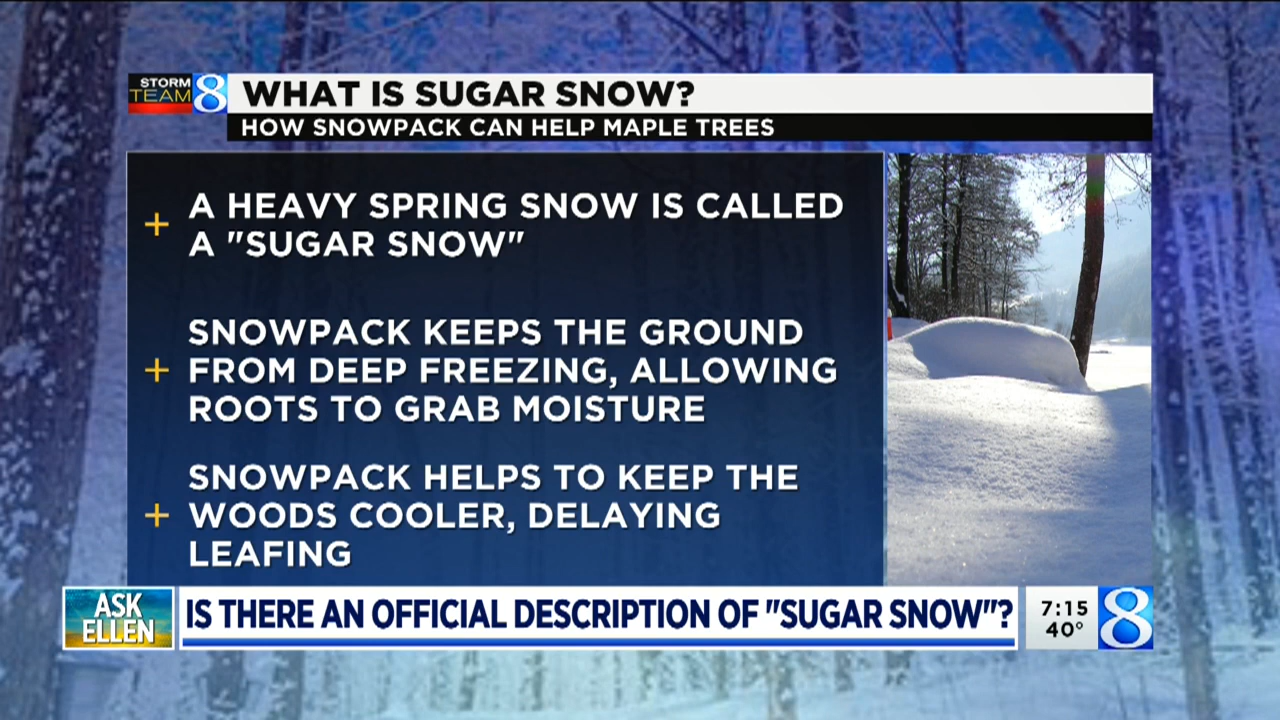 STORM
TEAM 8
WHAT IS SUGAR SNOW?
HOW SNOWPACK CAN HELP MAPLE TREES
+ A HEAVY SPRING SNOW IS CALLED
A "SUGAR SNOW"
SNOWPACK KEEPS THE GROUND
+ FROM DEEP FREEZING, ALLOWING
ROOTS TO GRAB MOISTURE
SNOWPACK HELPS TO KEEP THE
+ WOODS COOLER, DELAYING
LEAFING
ASK
ELLEN
IS THERE AN OFFICIAL DESCRIPTION OF "SUGAR SNOW"?
7:15
40°
8